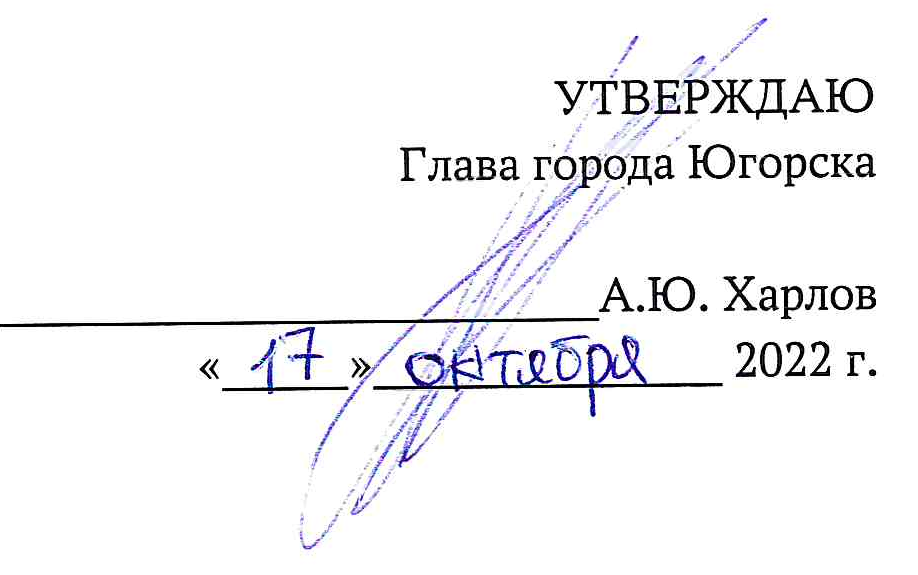 УТВЕРЖДАЮ
Глава города Югорска
А.Ю. Харлов
«17» октября 2022 г.